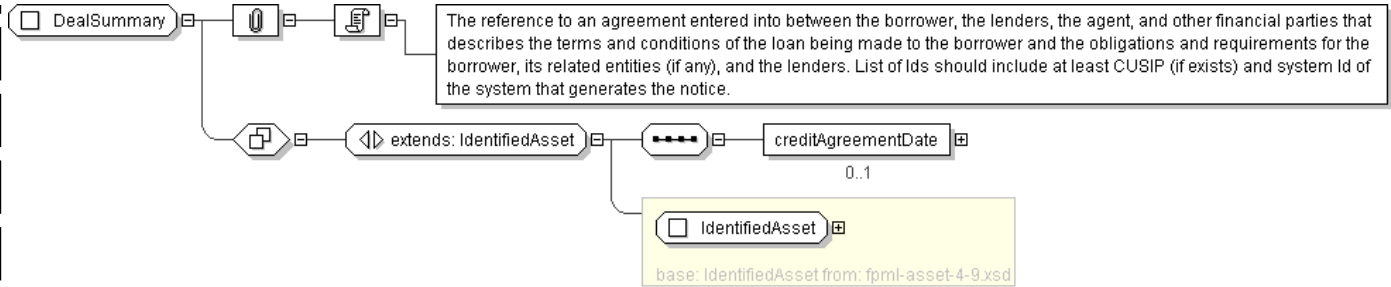 DealSummary
The reference to an agreement entered into between the borrower, the lenders, the agent, and other financial parties that
describes the terms and conditions of the loan being made to the borrower and the obligations and requirements for the
borrower, its related entities (if any), and the lenders. List of Ids should include at least CUSIP (if exists) and system Id of
the system that generates the notice.
extends: IdentifiedAsset
creditAgreementDate
0..1
IdentifiedAsset
base: IdentifiedAsset from: fpml-asset-4-9.xsd